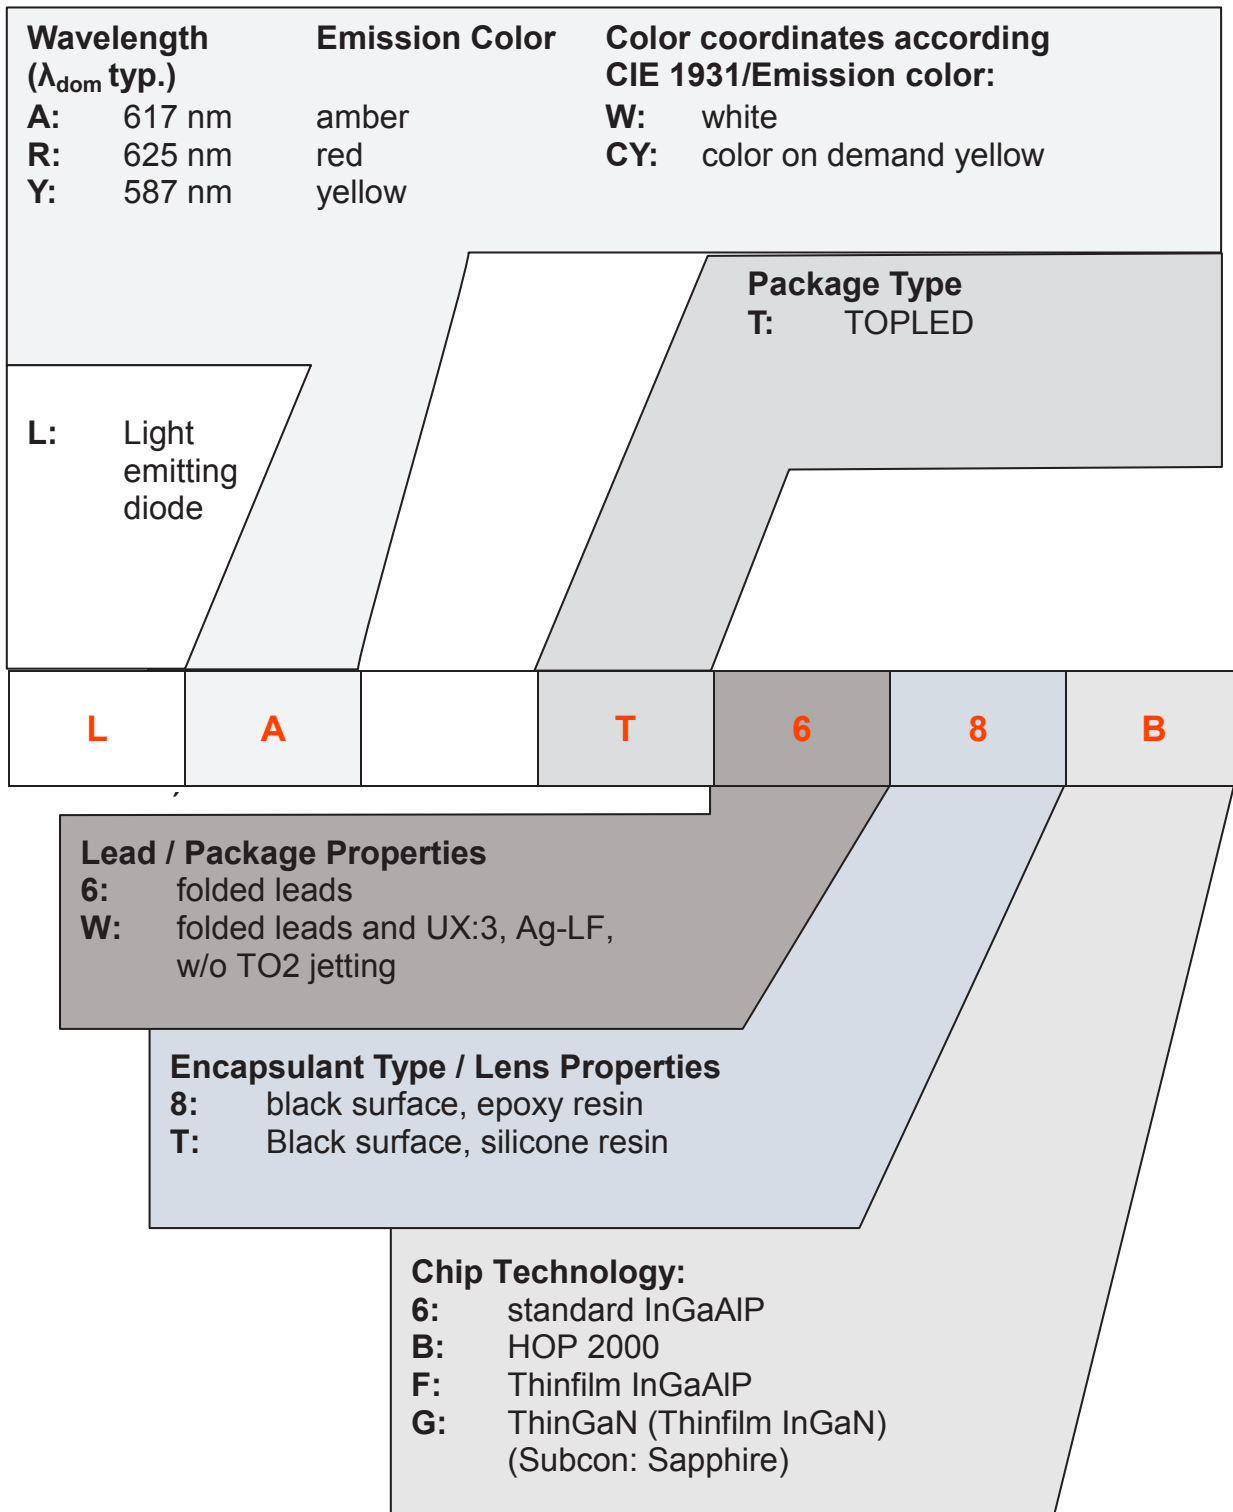 Wavelength Emission Color Color coordinates according
(λdom typ.) CIE 1931/Emission color:
A: 617 nm amber W: white
R: 625 nm red CY: color on demand yellow
Y: 587 nm yellow
Package Type
T: TOPLED
L: Light
emitting
diode
L A T 6 8 B
Lead / Package Properties
6: folded leads
W: folded leads and UX:3, Ag-LF,
w/o TO2 jetting
Encapsulant Type / Lens Properties
8: black surface, epoxy resin
T: Black surface, silicone resin
Chip Technology:
6: standard InGaAlP
B: HOP 2000
F: Thinfilm InGaAlP
G: ThinGaN (Thinfilm InGaN)
(Subcon: Sapphire)